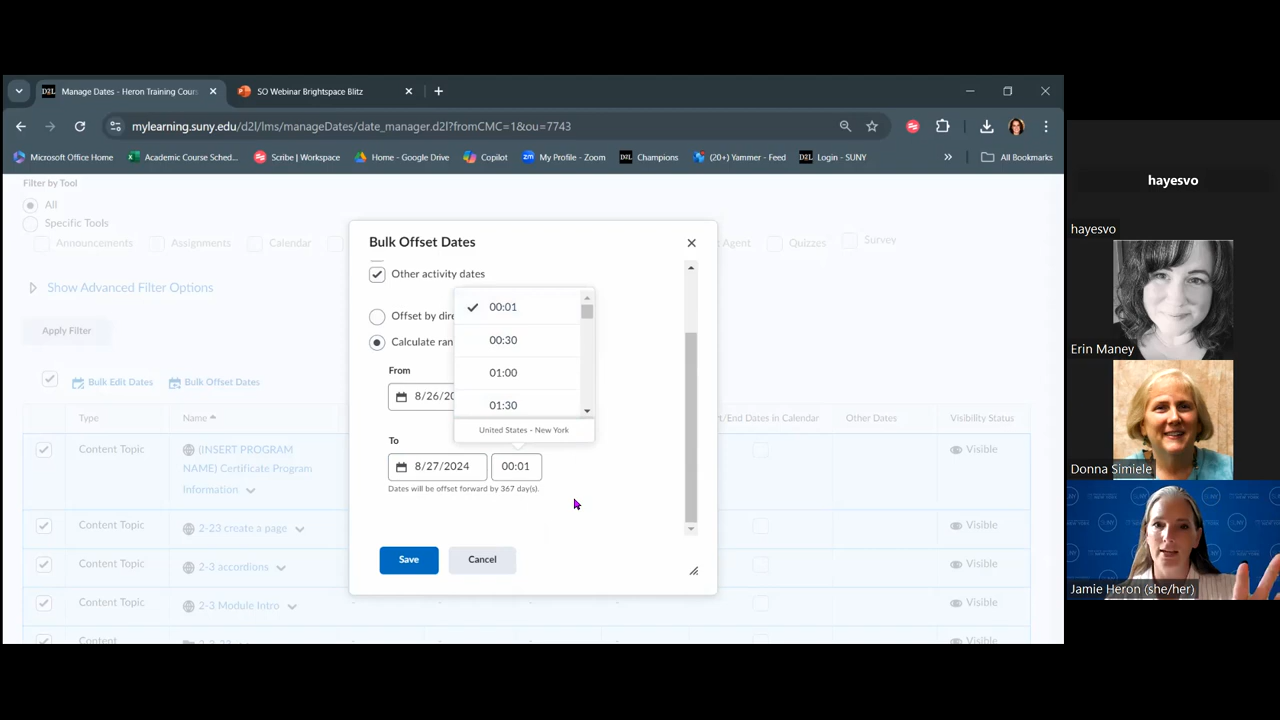 Manage Dates - Heron Training Cour
SO Webinar Brightspace Blitz
mylearning.suny.edu/d2l/lms/manageDates/date_manager.d2l?fromCMC=1&ou=7743
Microsoft Office Home
Academic Course Sched...
Scribe | Workspace
Home - Google Drive
Copilot
My Profile - Zoom
Champions
(20+) Yammer - Feed
Login - SUNY
All Bookmarks
Filter by Tool
All
Specific Tools
Announcements
Assignments
Calendar
Agent
Quizzes
Survey
Show Advanced Filter Options
Apply Filter
Bulk Edit Dates
Bulk Offset Dates
Type
Name
/End Dates in Calendar
Other Dates
Visibility Status
Content Topic
(INSERT PROGRAM
NAME) Certificate Program
Information
Visible
Content Topic
2-23 create a page
Visible
Content Topic
2-3 accordions
Visible
Content Topic
2-3 Module Intro
Visible
Content
Visible
Bulk Offset Dates
Other activity dates
Offset by dire
Calculate ran
From
8/26/20
00:01
00:30
01:00
01:30
United States - New York
To
8/27/2024
00:01
Dates will be offset forward by 367 day(s).
Save
Cancel
hayesvo
hayesvo
Erin Maney
Donna Simiele
Jamie Heron (she/her)